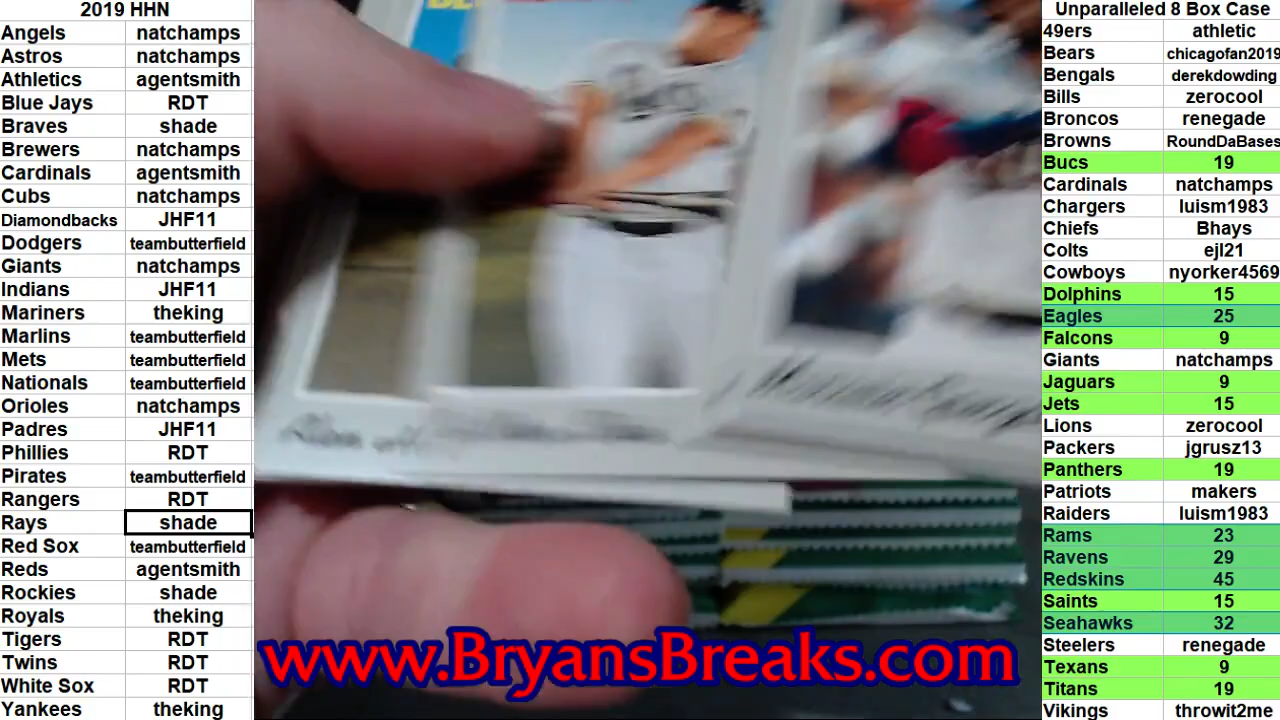 2019 HHN
Angels natchamps
Astros natchamps
Athletics agentsmith
Blue Jays RDT
Braves shade
Brewers natchamps
Cardinals agentsmith
Cubs natchamps
Diamondbacks JHF11
Dodgers teambutterfield
Giants natchamps
Indians JHF11
Mariners theking
Marlins teambutterfield
Mets teambutterfield
Nationals teambutterfield
Orioles natchamps
Padres JHF11
Phillies RDT
Pirates teambutterfield
Rangers RDT
Rays shade
Red Sox teambutterfield
Reds agentsmith
Rockies shade
Royals theking
Tigers RDT
Twins RDT
White Sox RDT
Yankees theking
www.BryansBreaks.com
Unparalleled 8 Box Case
49ers athletic
Bears chicagofan2019
Bengals derekdowding
Bills zerocool
Broncos renegade
Browns RoundDaBases
Bucs 19
Cardinals natchamps
Chargers luism1983
Chiefs Bhays
Colts ejl21
Cowboys nyorker4569
Dolphins 15
Eagles 25
Falcons 9
Giants natchamps
Jaguars 9
Jets 15
Lions zerocool
Packers jgrusz13
Panthers 19
Patriots makers
Raiders luism1983
Rams 23
Ravens 29
Redskins 45
Saints 15
Seahawks 32
Steelers renegade
Texans 9
Titans 19
Vikings throwit2me